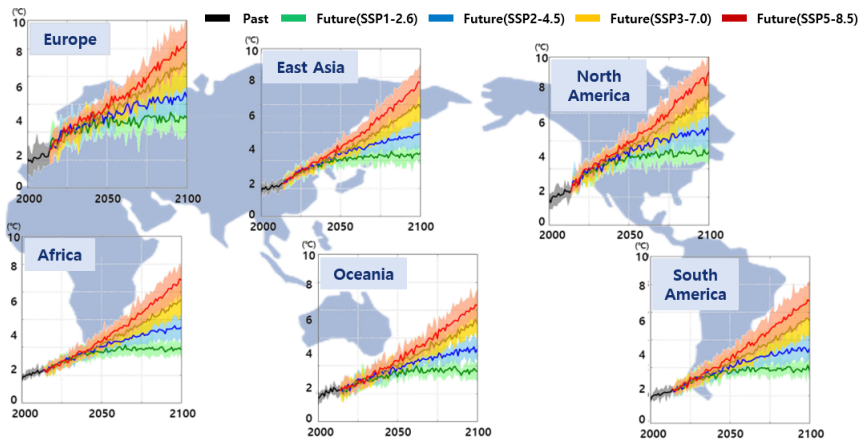 Past Future(SSP1-2.6) Future(SSP2-4.5) Future(SSP3-7.0) Future(SSP5-8.5)
(℃)
10
8
6
4
2
0
Europe
2000 2050 2100
(℃)
10
8
6
4
2
0
East Asia
2000 2050 2100
(℃)
10
8
6
4
2
0
North
America
2000 2050 2100
(℃)
10
8
6
4
2
0
Africa
2000 2050 2100
(℃)
10
8
6
4
2
0
Oceania
2000 2050 2100
(℃)
10
8
6
4
2
0
South
America
2000 2050 2100